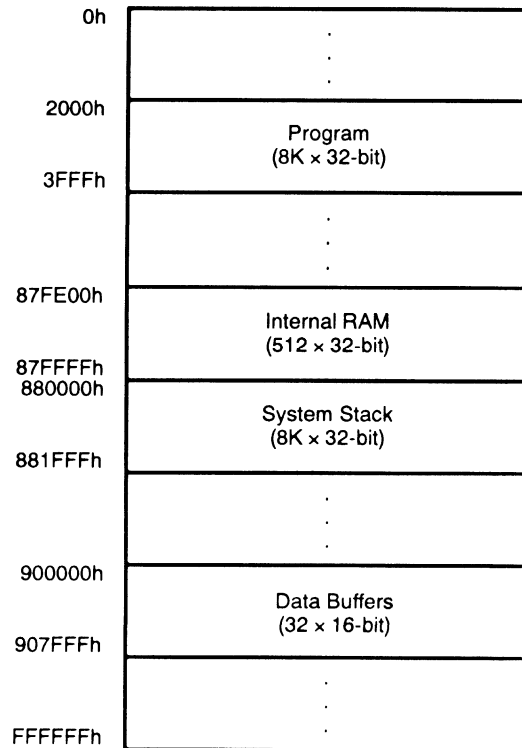 0h
2000h
Program
(8K × 32-bit)
3FFFh
87FE00h
Internal RAM
(512 × 32-bit)
87FFFFh
880000h
System Stack
(8K × 32-bit)
881FFFh
900000h
Data Buffers
(32 × 16-bit)
907FFFh
FFFFFFh